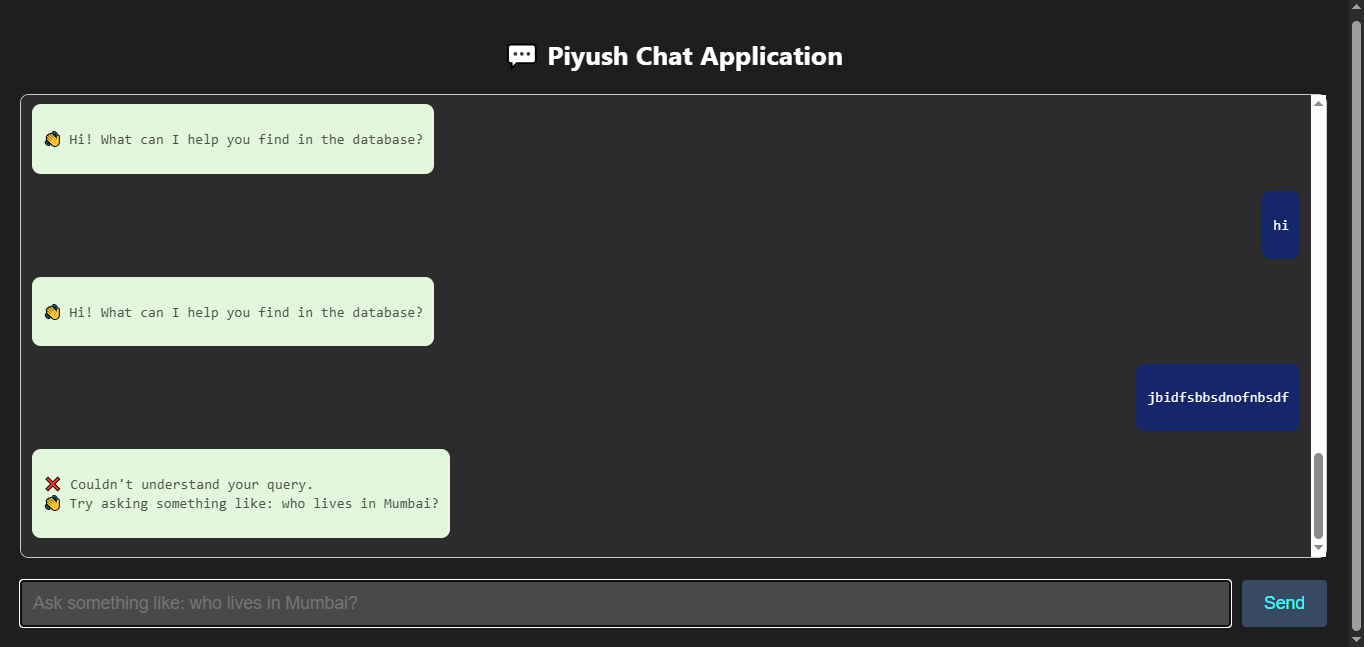 💬 Piyush Chat Application
👋 Hi! What can I help you find in the database?
hi
👋 Hi! What can I help you find in the database?
jbidfsbbsdnofnbsdf
❌ Couldn't understand your query.
👋 Try asking something like: who lives in Mumbai?
Ask something like: who lives in Mumbai?
Send